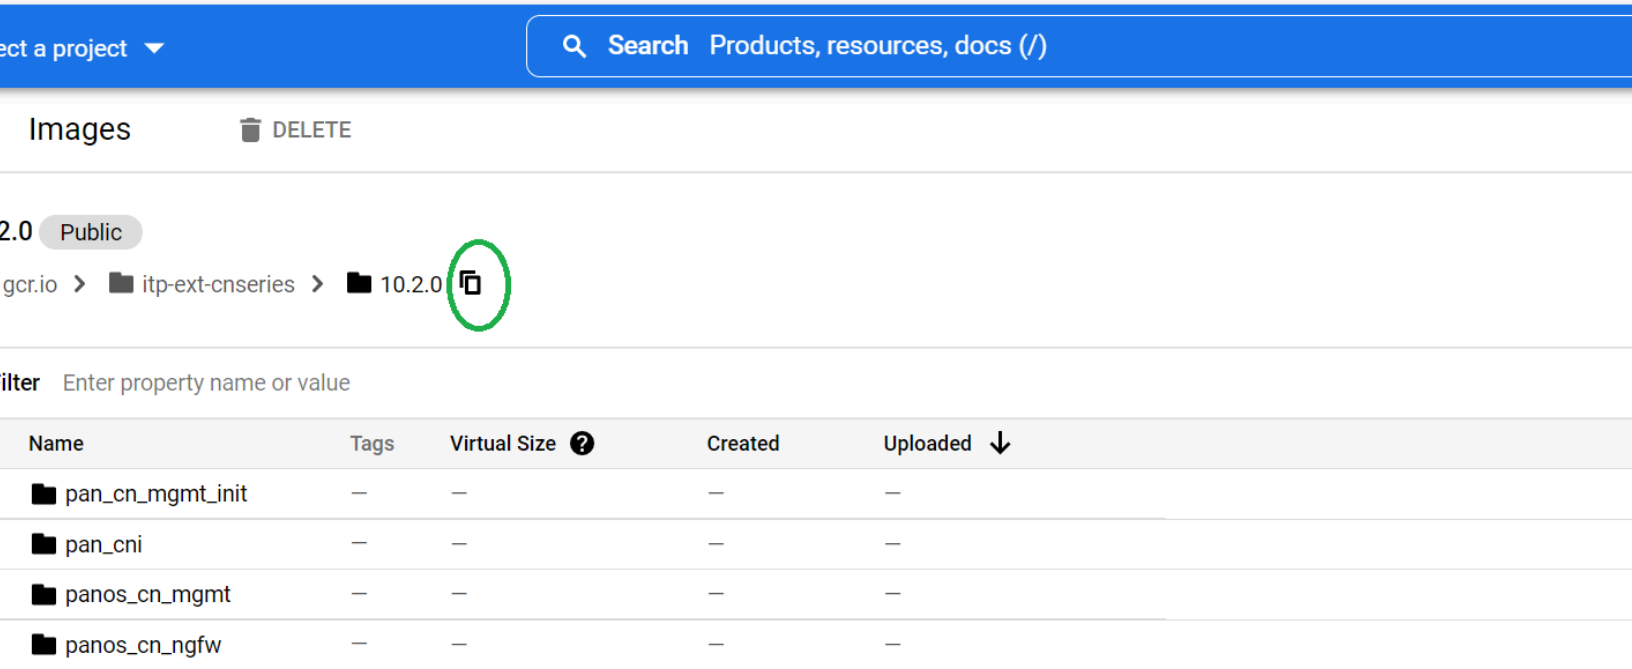 ect a project
Search Products, resources, docs (/)
Images DELETE
2.0 Public
gcr.io > itp-ext-cnseries > 10.2.0
ilter Enter property name or value
Name Tags Virtual Size ? Created Uploaded
pan_cn_mgmt_init — — — —
pan_cni — — — —
panos_cn_mgmt — — — —
panos_cn_ngfw — — — —